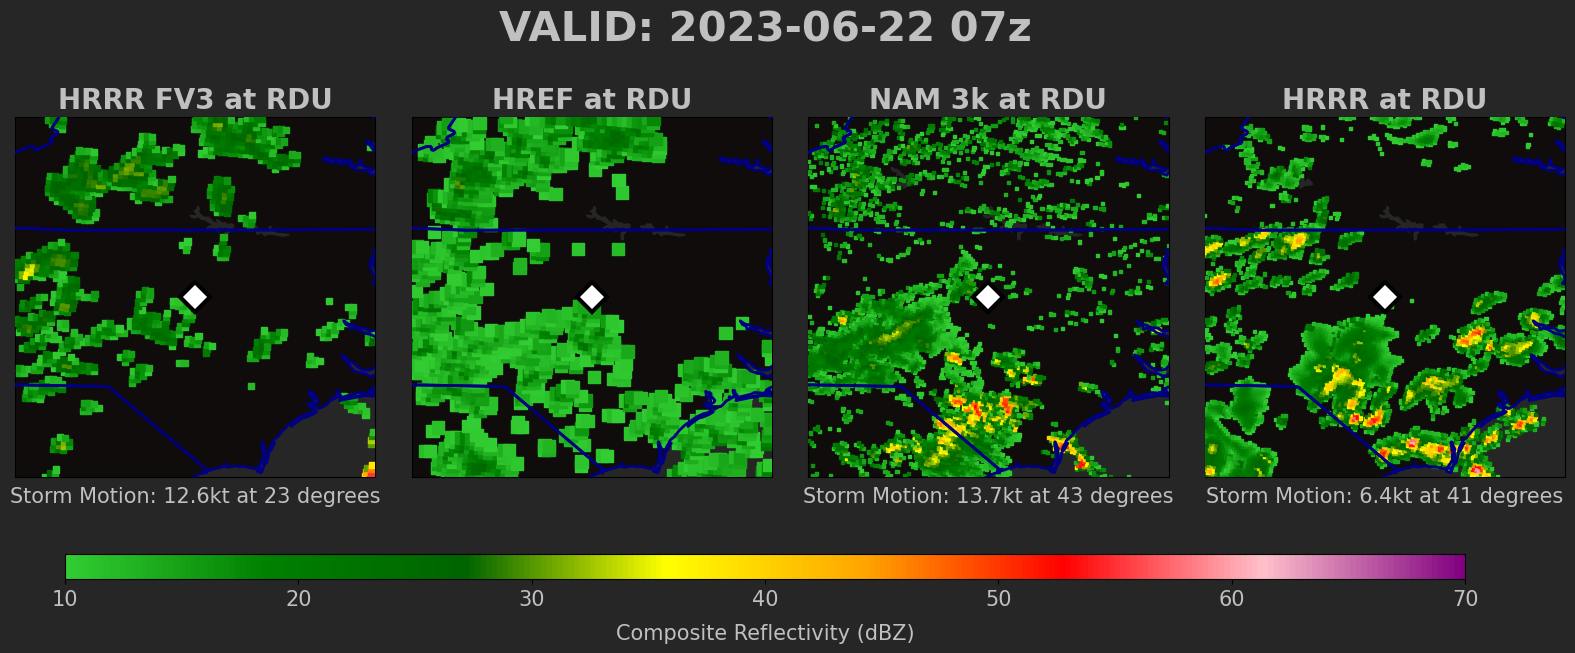 VALID: 2023-06-22 07z
HRRR FV3 at RDU
HREF at RDU
NAM 3k at RDU
HRRR at RDU
Storm Motion: 12.6kt at 23 degrees
Storm Motion: 13.7kt at 43 degrees
Storm Motion: 6.4kt at 41 degrees
10 20 30 40 50 60 70
Composite Reflectivity (dBZ)